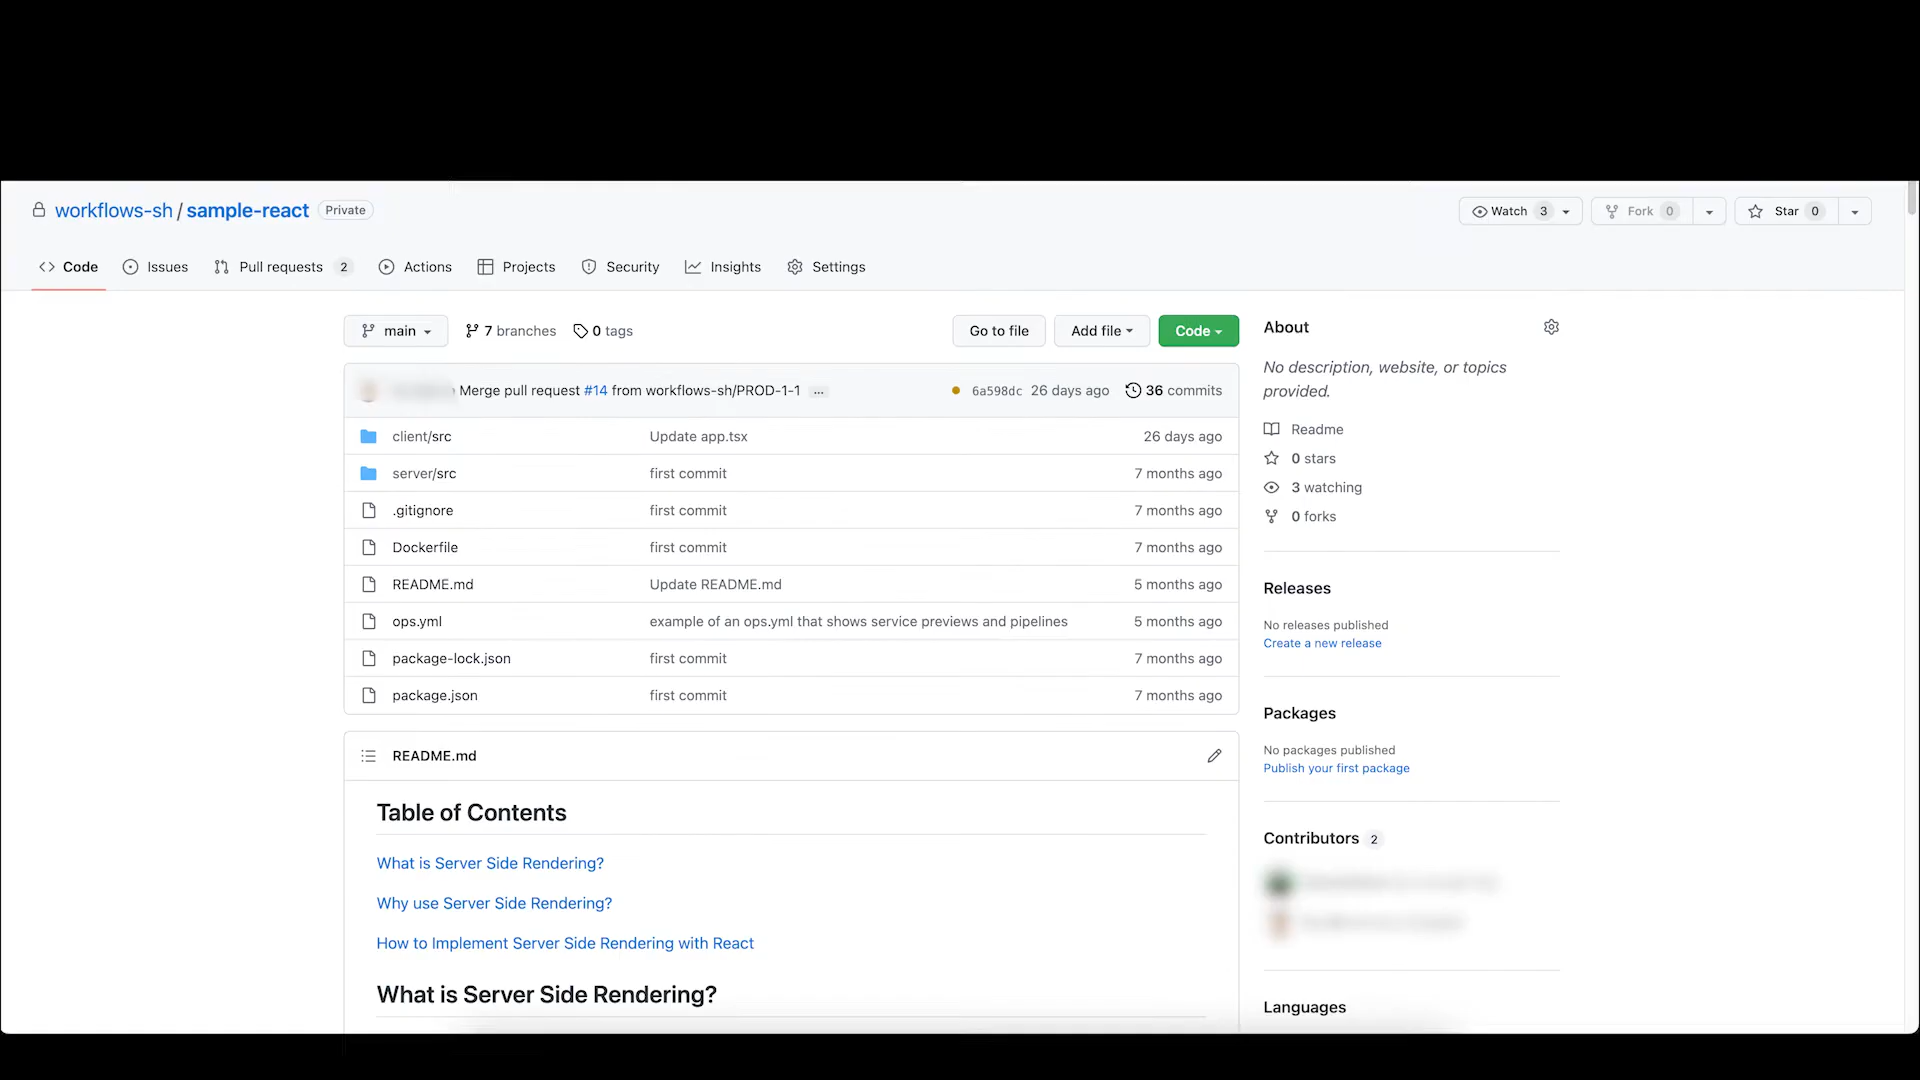 workflows-sh / sample-react Private
Watch 3 Fork 0 Star 0
Code Issues Pull requests 2 Actions Projects Security Insights Settings
main 7 branches 0 tags Go to file Add file Code
Merge pull request #14 from workflows-sh/PROD-1-1 ... 6a598dc 26 days ago 36 commits
client/src Update app.tsx 26 days ago
server/src first commit 7 months ago
.gitignore first commit 7 months ago
Dockerfile first commit 7 months ago
README.md Update README.md 5 months ago
ops.yml example of an ops.yml that shows service previews and pipelines 5 months ago
package-lock.json first commit 7 months ago
package.json first commit 7 months ago
README.md
Table of Contents
What is Server Side Rendering?
Why use Server Side Rendering?
How to Implement Server Side Rendering with React
What is Server Side Rendering?
About
No description, website, or topics
provided.
Readme
0 stars
3 watching
0 forks
Releases
No releases published
Create a new release
Packages
No packages published
Publish your first package
Contributors 2
Languages